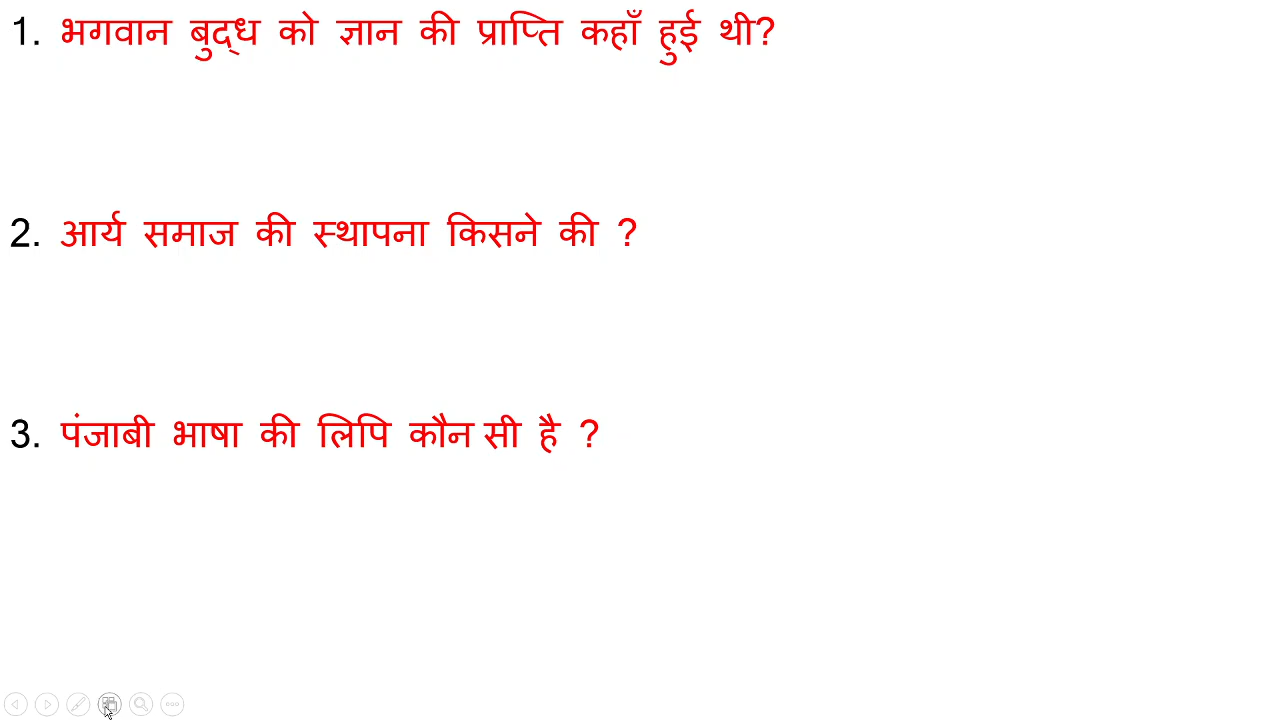 1. भगवान बुद्ध को ज्ञान की प्राप्ति कहाँ हुई थी?
2. आर्य समाज की स्थापना किसने की ?
3. पंजाबी भाषा की लिपि कौन सी है ?